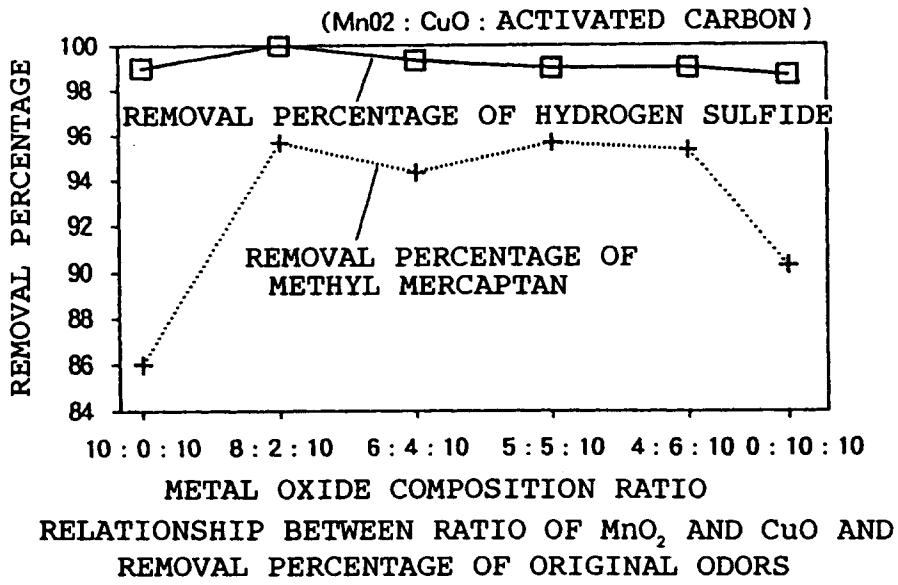 (Mn02 : CuO : ACTIVATED CARBON)
100
98
96
94
92
90
88
86
84
REMOVAL PERCENTAGE
REMOVAL PERCENTAGE OF HYDROGEN SULFIDE
REMOVAL PERCENTAGE OF
METHYL MERCAPTAN
10 : 0 : 10 8 : 2 : 10 6 : 4 : 10 5 : 5 : 10 4 : 6 : 10 0 : 10 : 10
METAL OXIDE COMPOSITION RATIO
RELATIONSHIP BETWEEN RATIO OF MnO₂ AND CuO AND
REMOVAL PERCENTAGE OF ORIGINAL ODORS